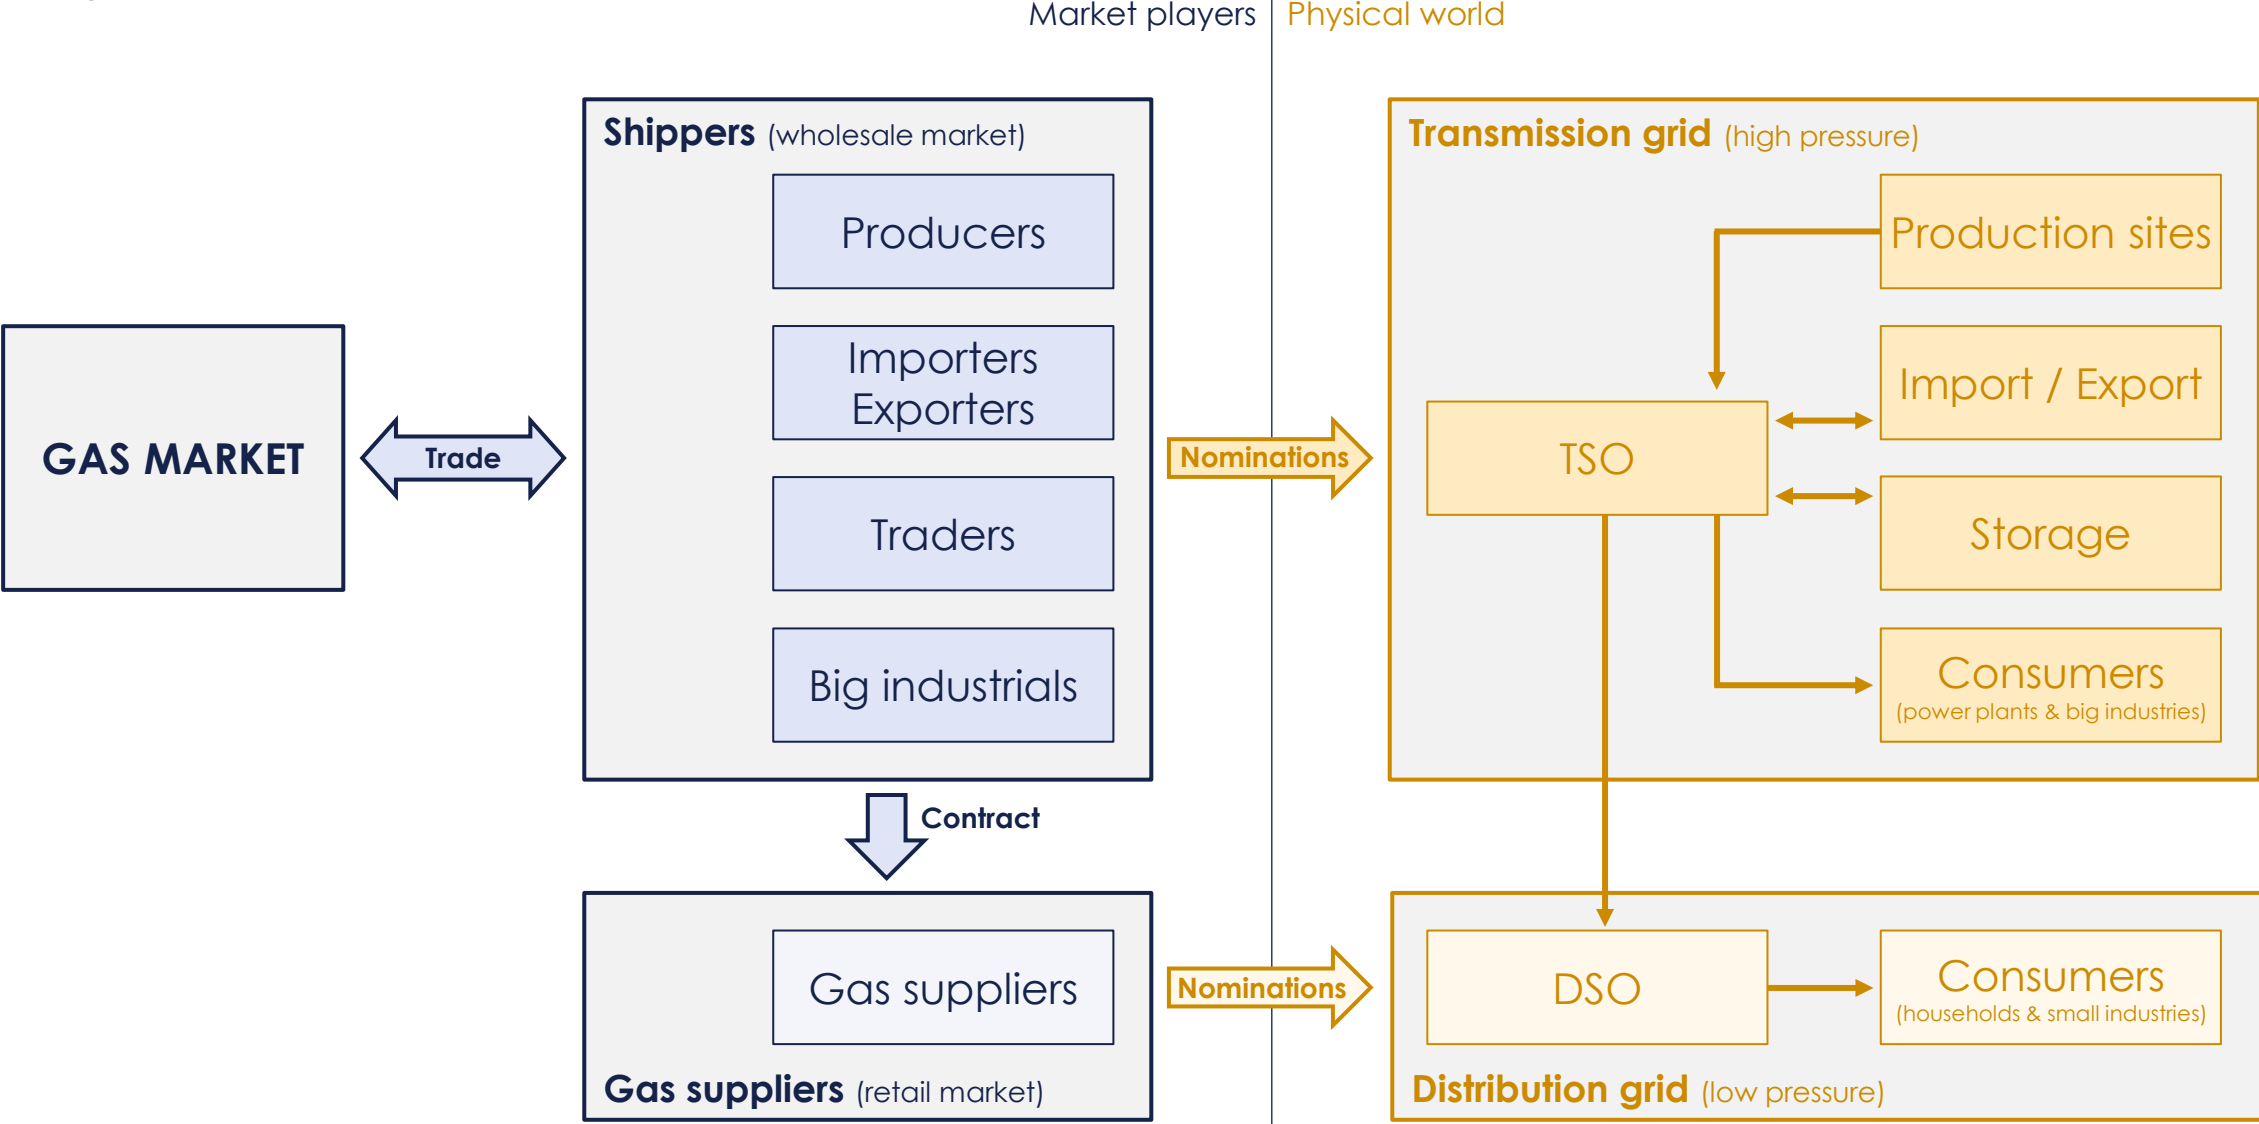 Market players
Physical world
Shippers (wholesale market)
Producers
Importers
Exporters
Traders
Big industrials
GAS MARKET
Trade
Nominations
Transmission grid (high pressure)
Production sites
Import / Export
TSO
Storage
Consumers
(power plants & big industries)
Contract
Gas suppliers
Gas suppliers (retail market)
Nominations
DSO
Consumers
(households & small industries)
Distribution grid (low pressure)